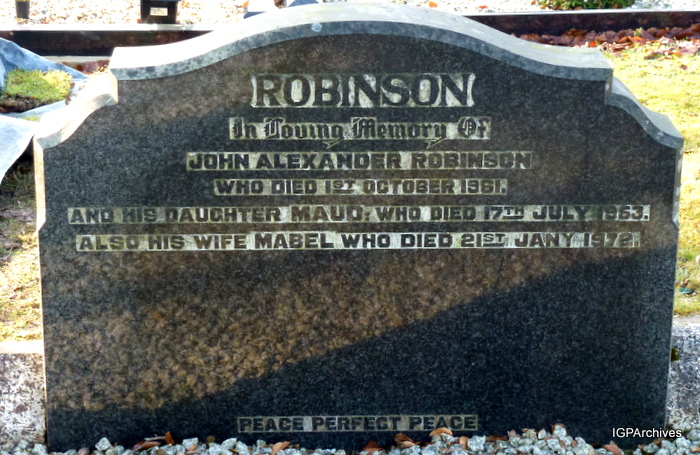 ROBINSON
In Loving Memory Of
JOHN ALEXANDER ROBINSON
WHO DIED 1ST OCTOBER 1961.
AND HIS DAUGHTER MAUD, WHO DIED 17TH JULY 1953.
ALSO HIS WIFE MABEL WHO DIED 21ST JANY 1972.
PEACE PERFECT PEACE
IGPArchives